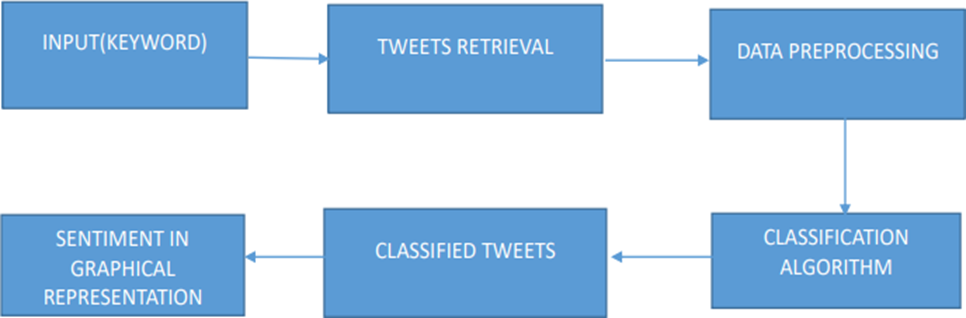 INPUT(KEYWORD)
TWEETS RETRIEVAL
DATA PREPROCESSING
CLASSIFICATION
ALGORITHM
CLASSIFIED TWEETS
SENTIMENT IN
GRAPHICAL
REPRESENTATION